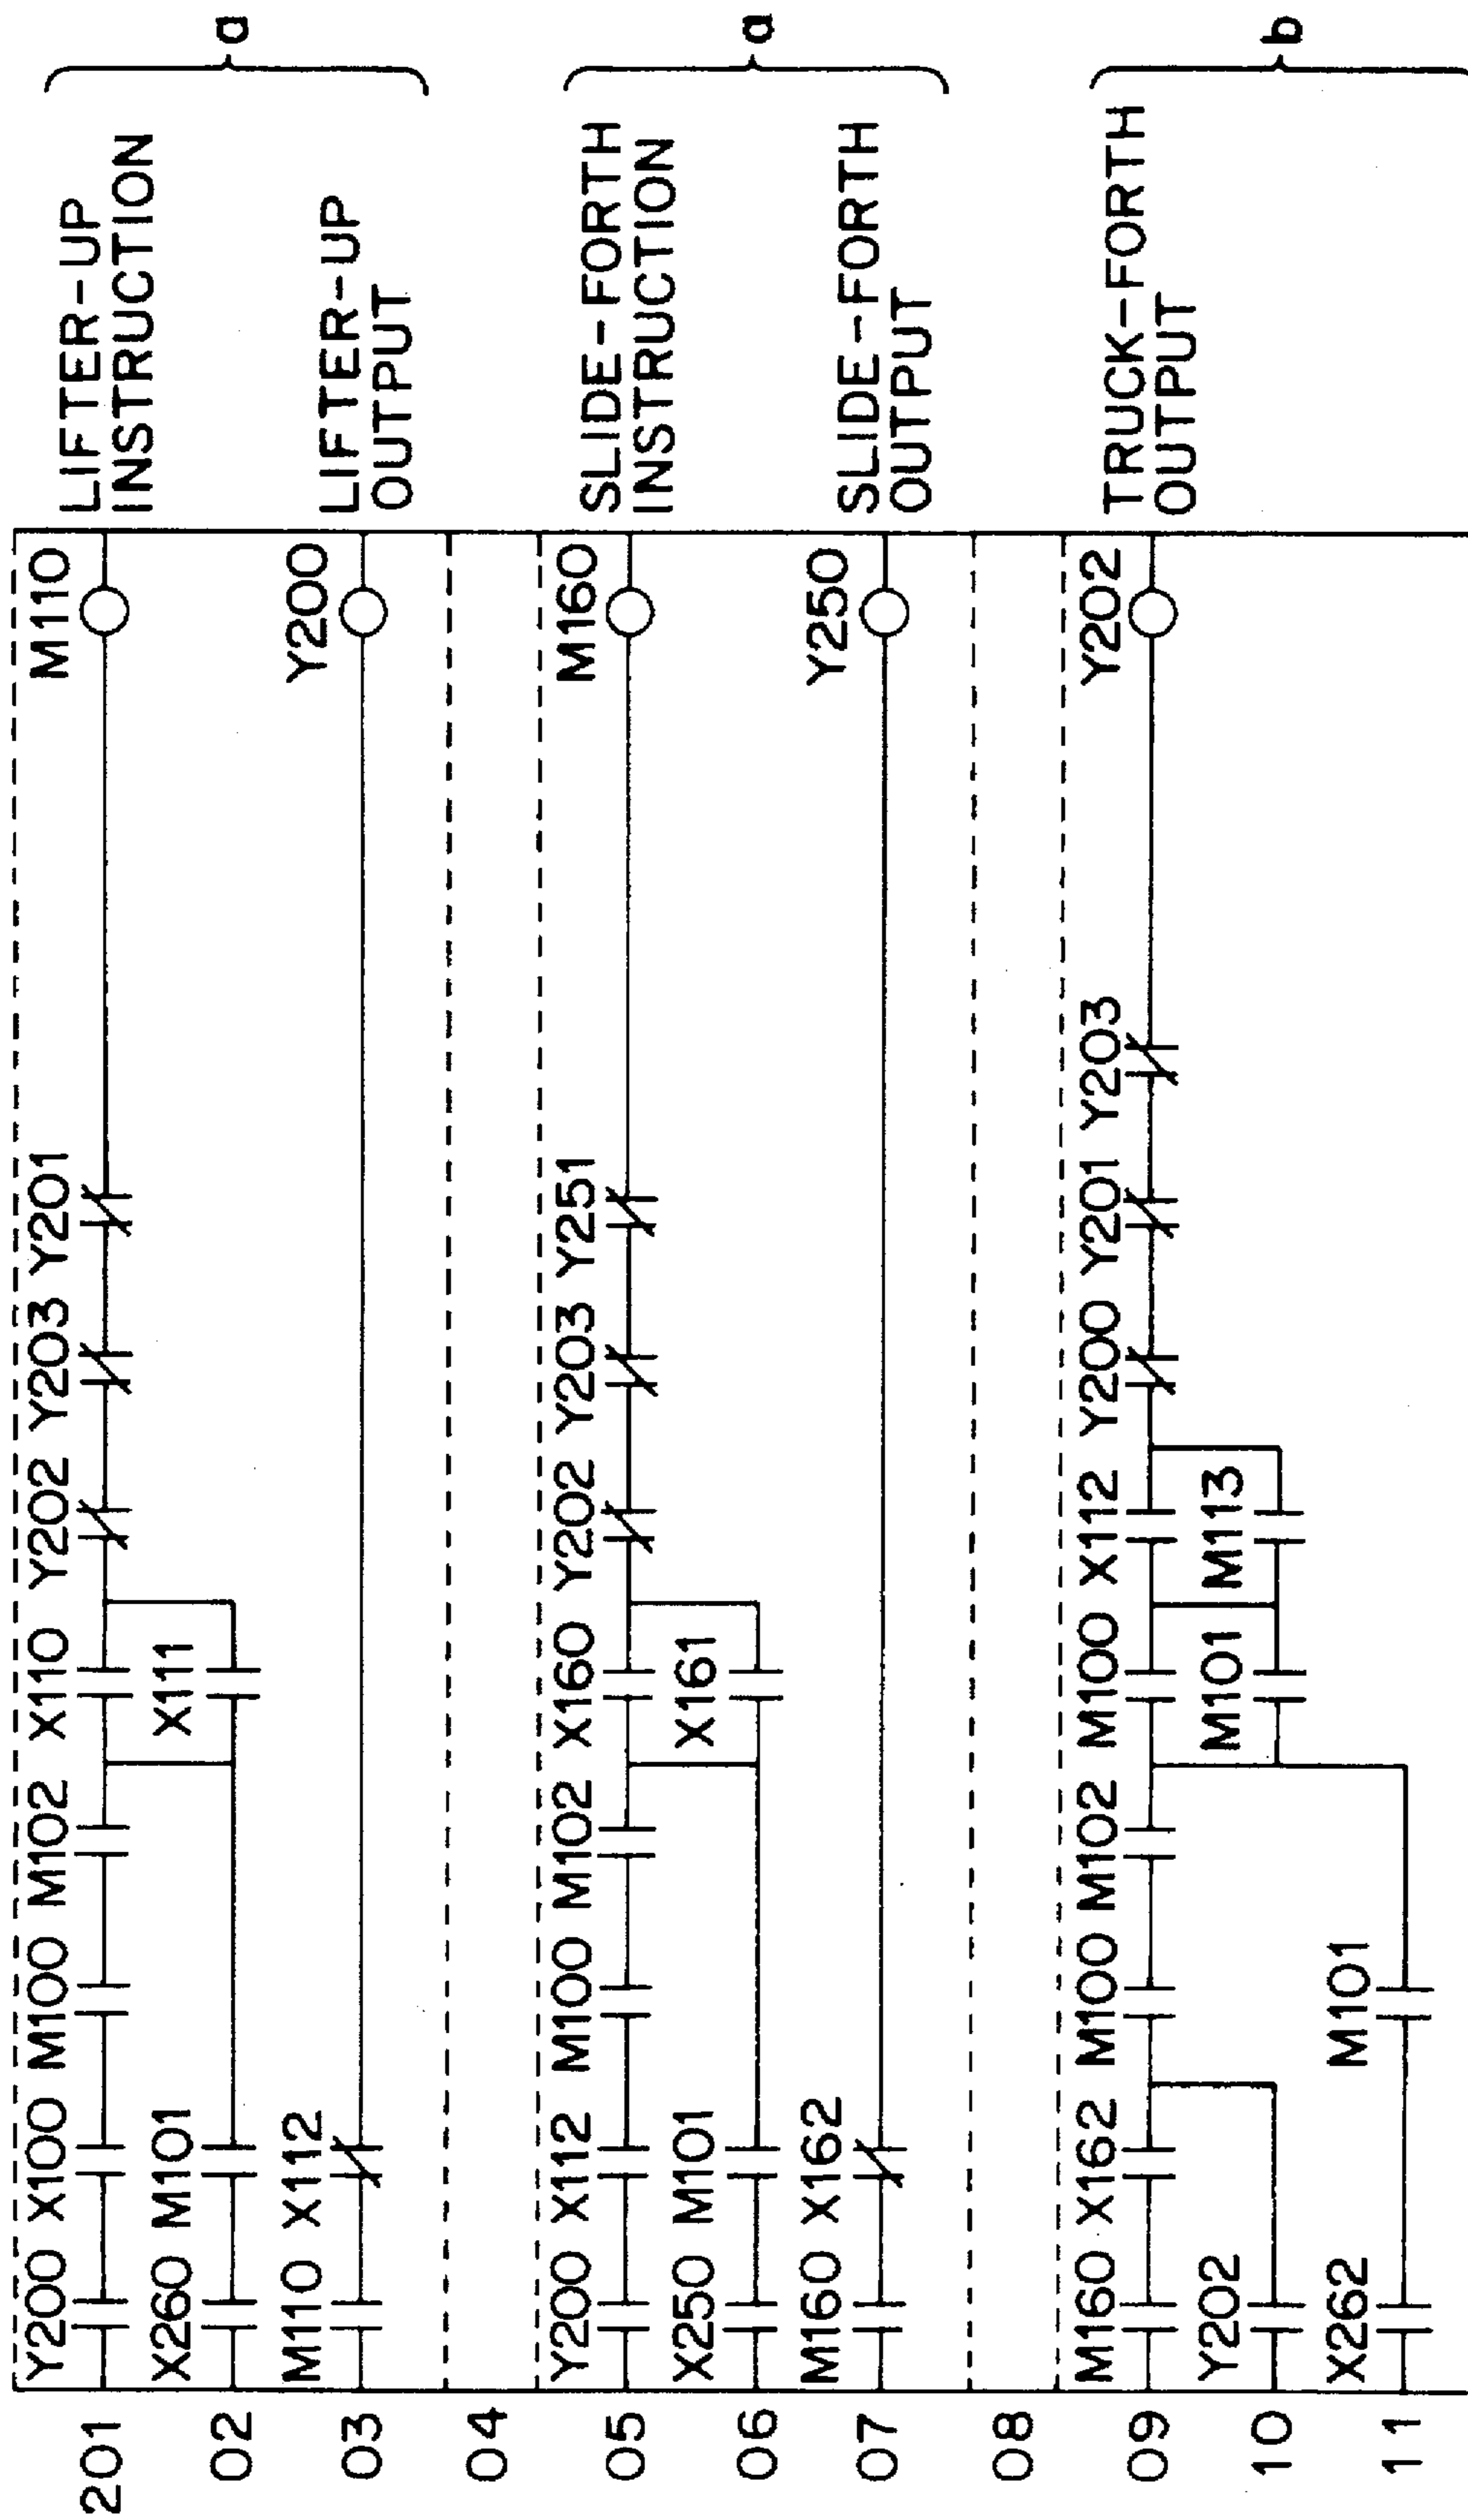 201 Y200 X100 M100 M102 X110 Y202 Y203 Y201 M110 LIFTER-UP
INSTRUCTION
02 X260 M101 X111
a
03 M110 X112 Y200 LIFTER-UP
OUTPUT
04
05 Y200 X112 M100 M102 X160 Y202 Y203 Y251 M160 SLIDE-FORTH
INSTRUCTION
06 X250 M101 X161
a
07 M160 X162 Y250 SLIDE-FORTH
OUTPUT
08
09 M160 X162 M100 M102 M100 X112 Y200 Y201 Y203 Y202 TRUCK-FORTH
OUTPUT
10 Y202 M101 M113
b
11 X262 M101